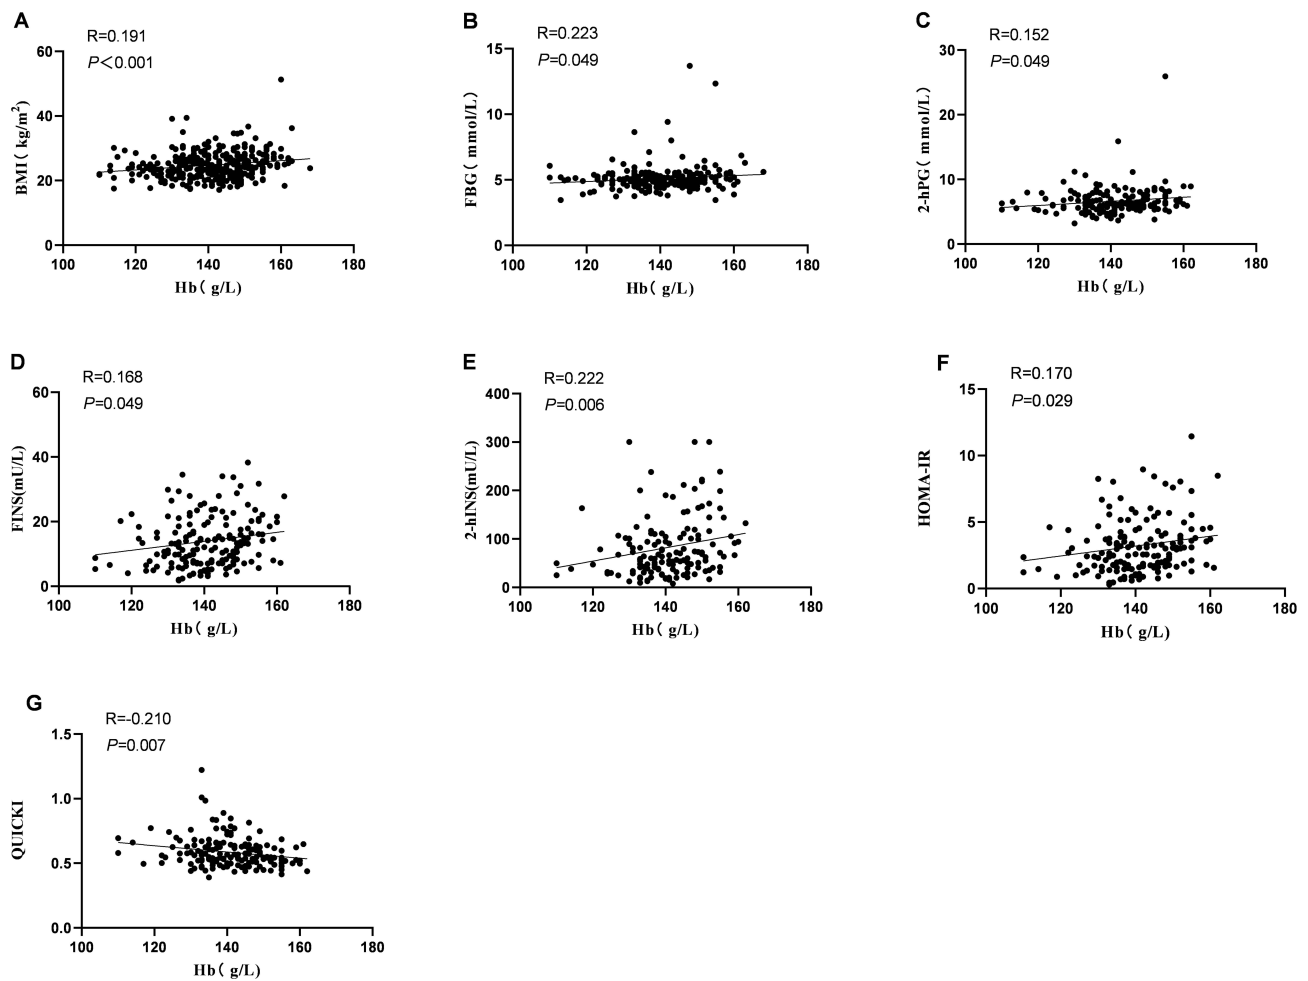 A
R=0.191
P<0.001
BMI( kg/m²)
60
40
20
0
100 120 140 160 180
Hb( g/L)
B
R=0.223
P=0.049
FBG( mmol/L)
15
10
5
0
100 120 140 160 180
Hb( g/L)
C
R=0.152
P=0.049
2-hPG( mmol/L)
30
20
10
0
100 120 140 160 180
Hb( g/L)
D
R=0.168
P=0.049
FINS(mU/L)
60
40
20
0
100 120 140 160 180
Hb( g/L)
E
R=0.222
P=0.006
2-hINS(mU/L)
400
300
200
100
0
100 120 140 160 180
Hb( g/L)
F
R=0.170
P=0.029
HOMA-IR
15
10
5
0
100 120 140 160 180
Hb( g/L)
G
R=-0.210
P=0.007
QUICKI
1.5
1.0
0.5
0.0
100 120 140 160 180
Hb( g/L)